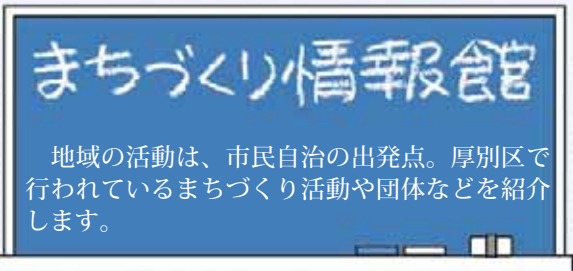 まちづくり情報館
地域の活動は、市民自治の出発点。厚別区で
行われているまちづくり活動や団体などを紹介
します。